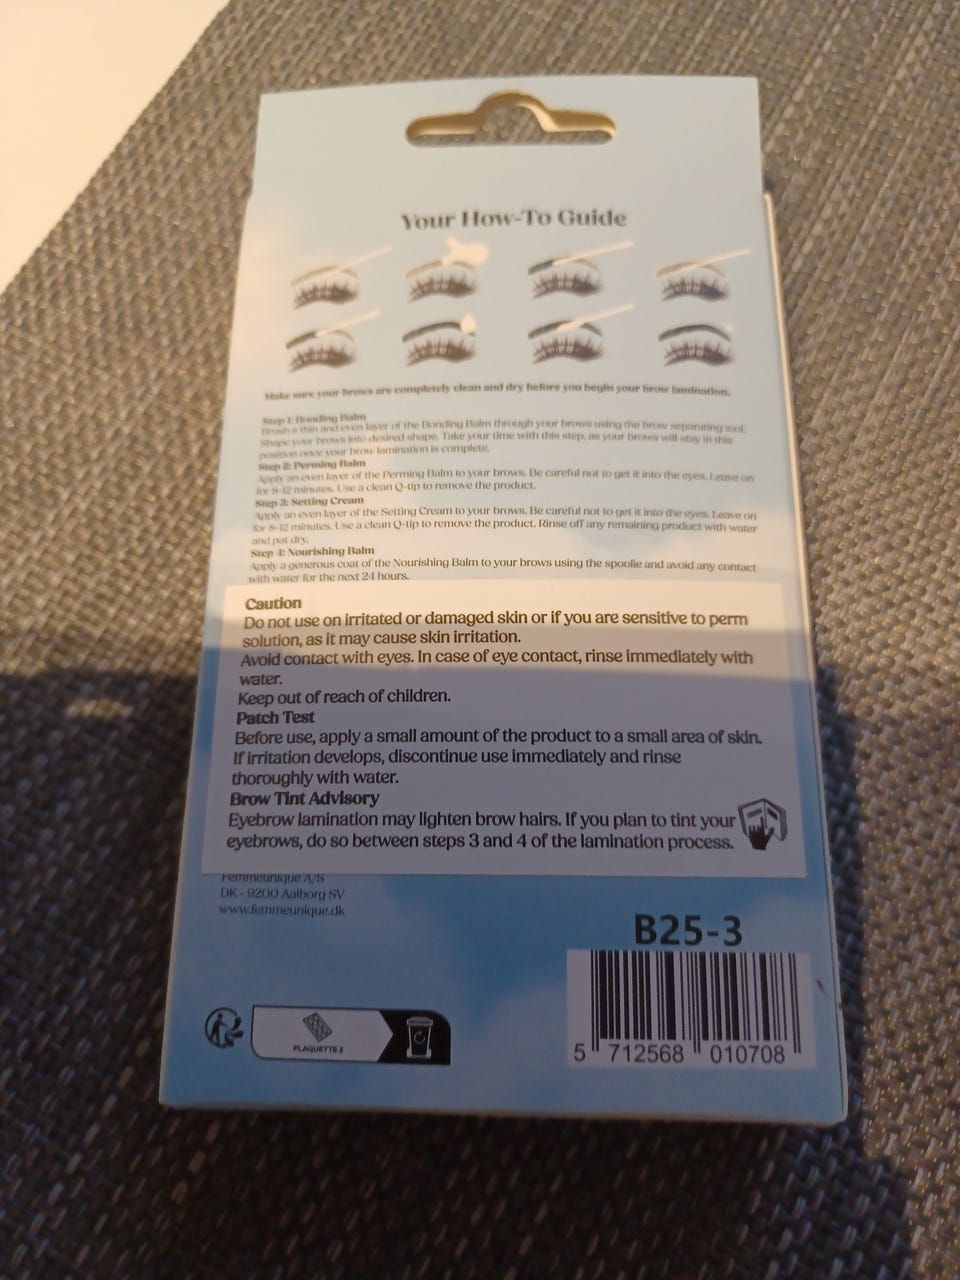 Your How-To Guide
Make sure your brows are completely clean and dry before you begin your brow lamination.
Step 1: Bonding Balm
Brush a thin and even layer of the Bonding Balm through your brows using the brow separating tool.
Shape your brows into desired shape. Take your time with this step, as your brows will stay in this
position once your brow lamination is complete.
Step 2: Perming Balm
Apply an even layer of the Perming Balm to your brows. Be careful not to get it into the eyes. Leave on
for 8-12 minutes. Use a clean Q-tip to remove the product.
Step 3: Setting Cream
Apply an even layer of the Setting Cream to your brows. Be careful not to get it into the eyes. Leave on
for 8-12 minutes. Use a clean Q-tip to remove the product. Rinse off any remaining product with water
and pat dry.
Step 4: Nourishing Balm
Apply a generous coat of the Nourishing Balm to your brows using the spoolie and avoid any contact
with water for the next 24 hours.
Caution
Do not use on irritated or damaged skin or if you are sensitive to perm
solution, as it may cause skin irritation.
Avoid contact with eyes. In case of eye contact, rinse immediately with
water.
Keep out of reach of children.
Patch Test
Before use, apply a small amount of the product to a small area of skin.
If irritation develops, discontinue use immediately and rinse
thoroughly with water.
Brow Tint Advisory
Eyebrow lamination may lighten brow hairs. If you plan to tint your
eyebrows, do so between steps 3 and 4 of the lamination process.
Femmeunique A/S
DK - 9200 Aalborg SV
www.femmeunique.dk
B25-3
PLAQUETTE 2
5 712568 010708